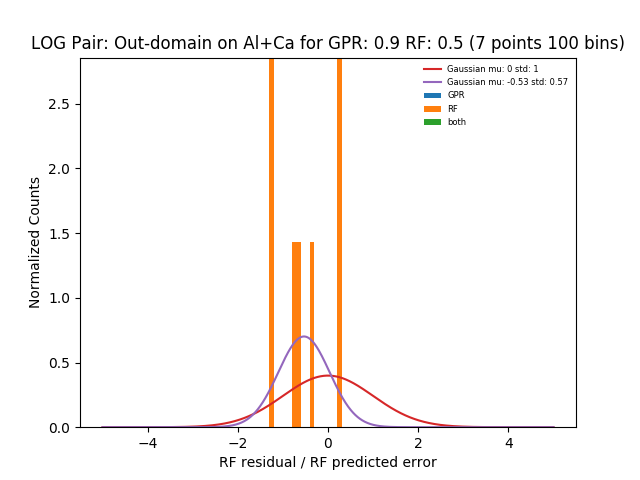 LOG Pair: Out-domain on Al+Ca for GPR: 0.9 RF: 0.5 (7 points 100 bins)
Gaussian mu: 0 std: 1
Gaussian mu: -0.53 std: 0.57
GPR
RF
both
Normalized Counts
2.5
2.0
1.5
1.0
0.5
0.0
−4
−2
0
2
4
RF residual / RF predicted error